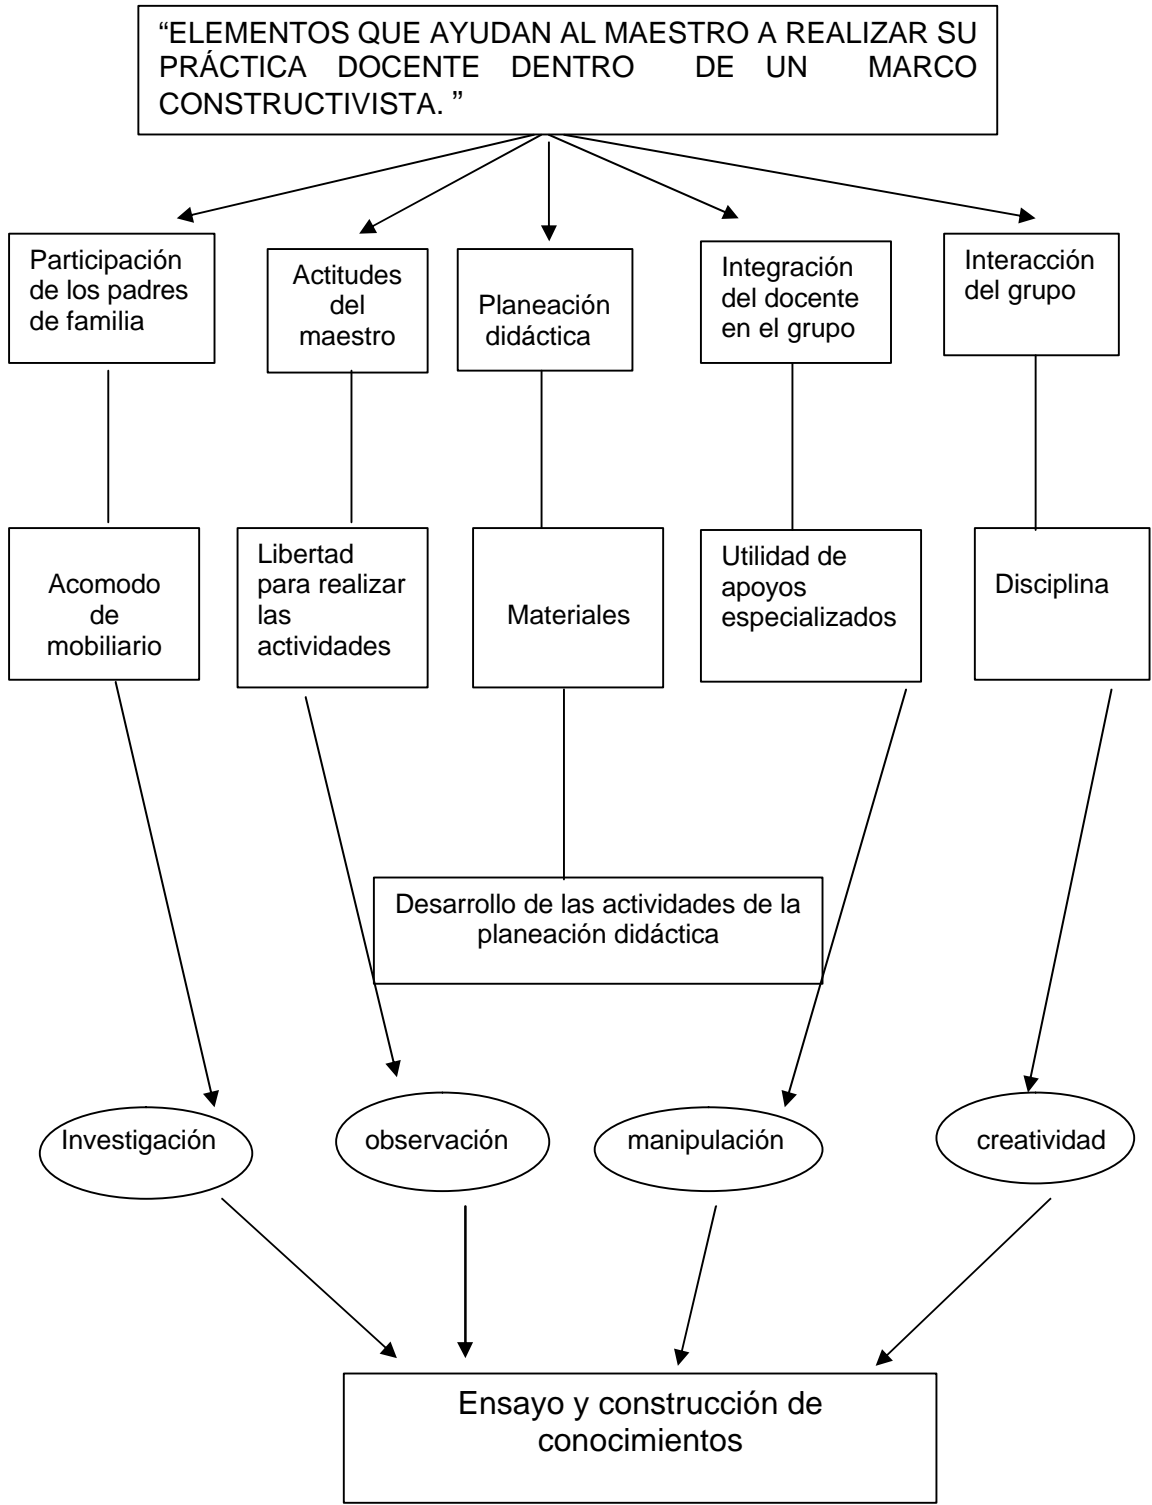 “ELEMENTOS QUE AYUDAN AL MAESTRO A REALIZAR SU
PRÁCTICA DOCENTE DENTRO DE UN MARCO
CONSTRUCTIVISTA. ”
Participación
de los padres
de familia
Actitudes
del
maestro
Planeación
didáctica
Integración
del docente
en el grupo
Interacción
del grupo
Acomodo
de
mobiliario
Libertad
para realizar
las
actividades
Materiales
Utilidad de
apoyos
especializados
Disciplina
Desarrollo de las actividades de la
planeación didáctica
Investigación
observación
manipulación
creatividad
Ensayo y construcción de
conocimientos